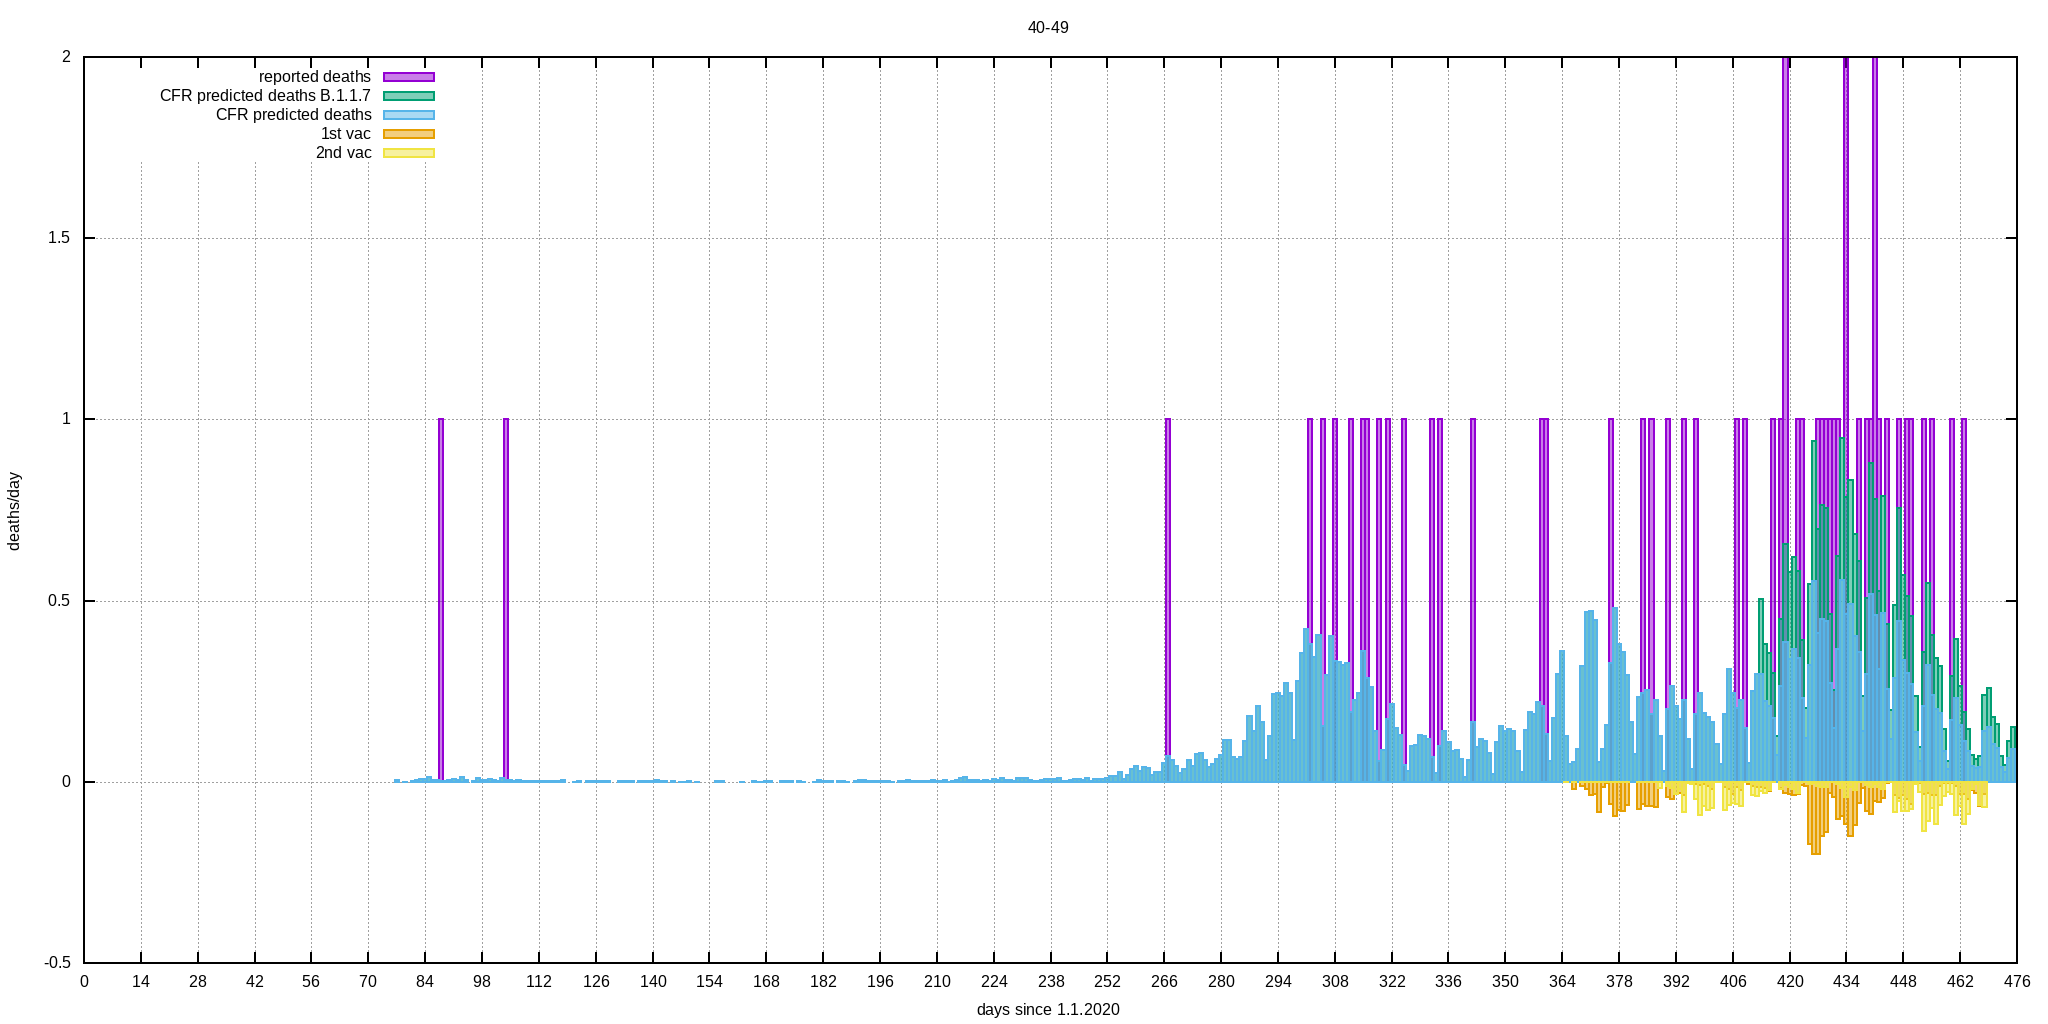 40-49
2
reported deaths
CFR predicted deaths B.1.1.7
CFR predicted deaths
1st vac
2nd vac
1.5
1
deaths/day
0.5
0
-0.5
0 14 28 42 56 70 84 98 112 126 140 154 168 182 196 210 224 238 252 266 280 294 308 322 336 350 364 378 392 406 420 434 448 462 476
days since 1.1.2020